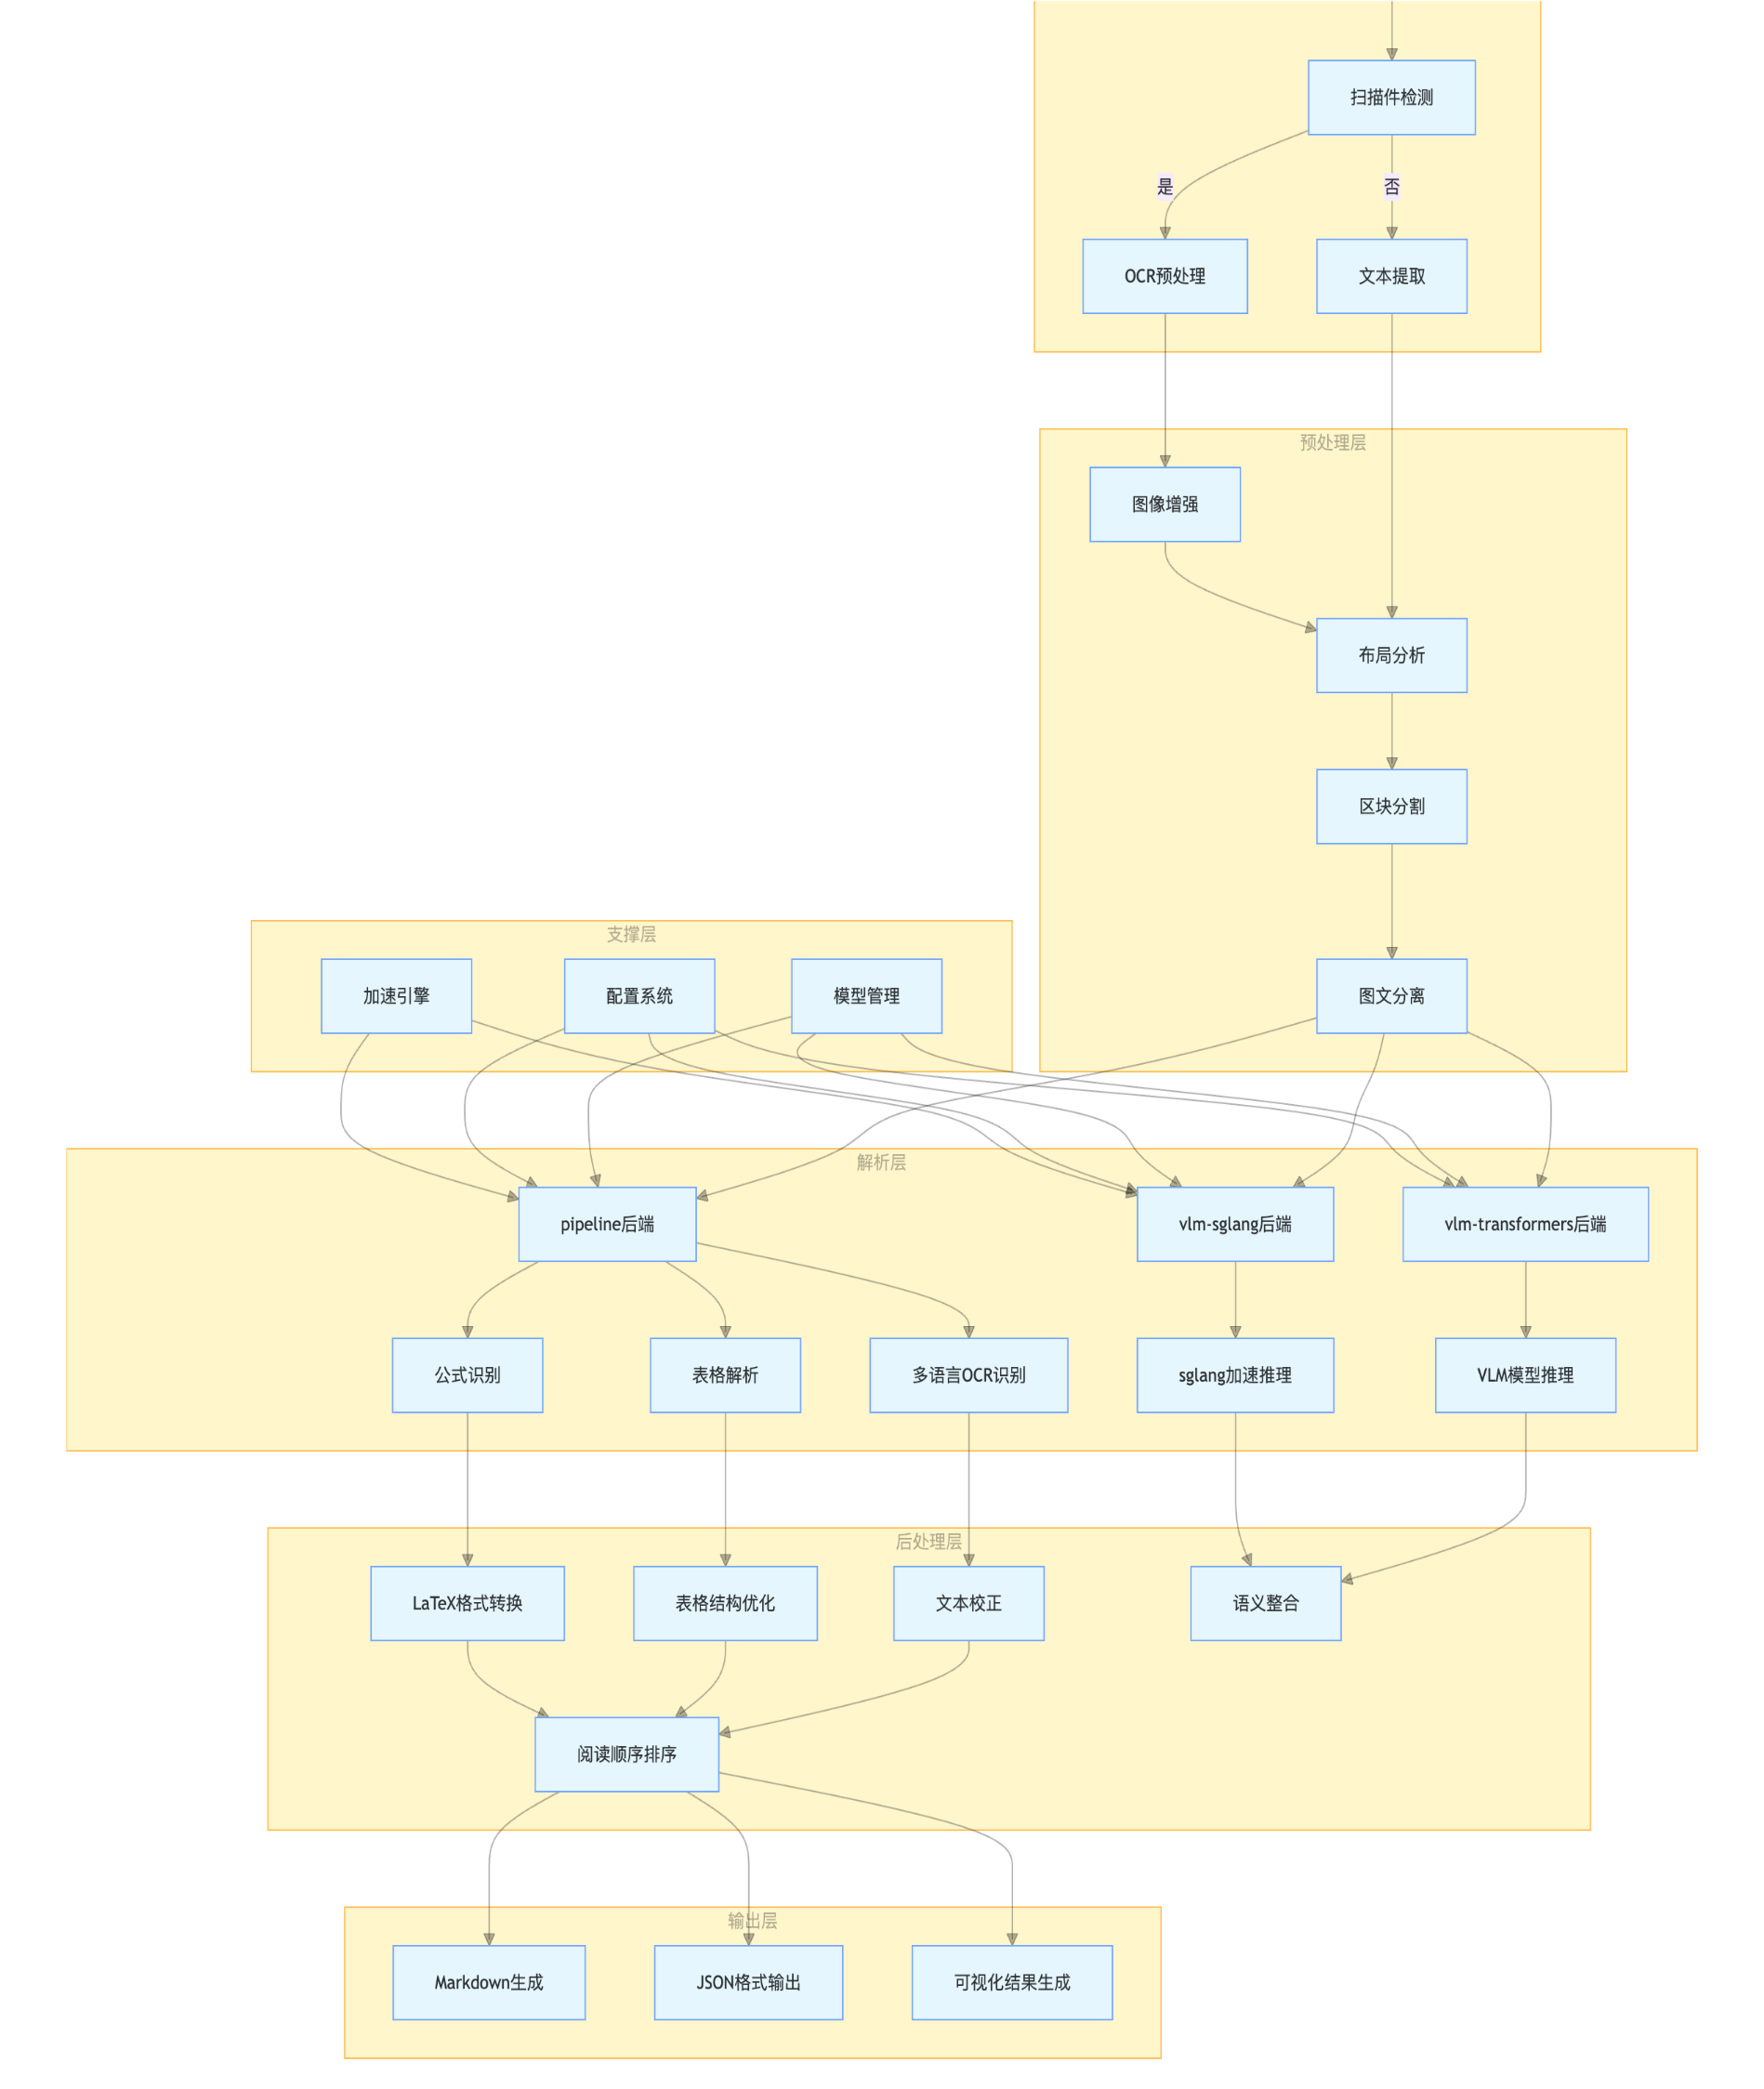 扫描件检测
是
否
OCR预处理
文本提取
预处理层
图像增强
布局分析
区块分割
支撑层
加速引擎
配置系统
模型管理
图文分离
解析层
pipeline后端
vlm-sglang后端
vlm-transformers后端
公式识别
表格解析
多语言OCR识别
sglang加速推理
VLM模型推理
后处理层
LaTeX格式转换
表格结构优化
文本校正
语义整合
阅读顺序排序
输出层
Markdown生成
JSON格式输出
可视化结果生成